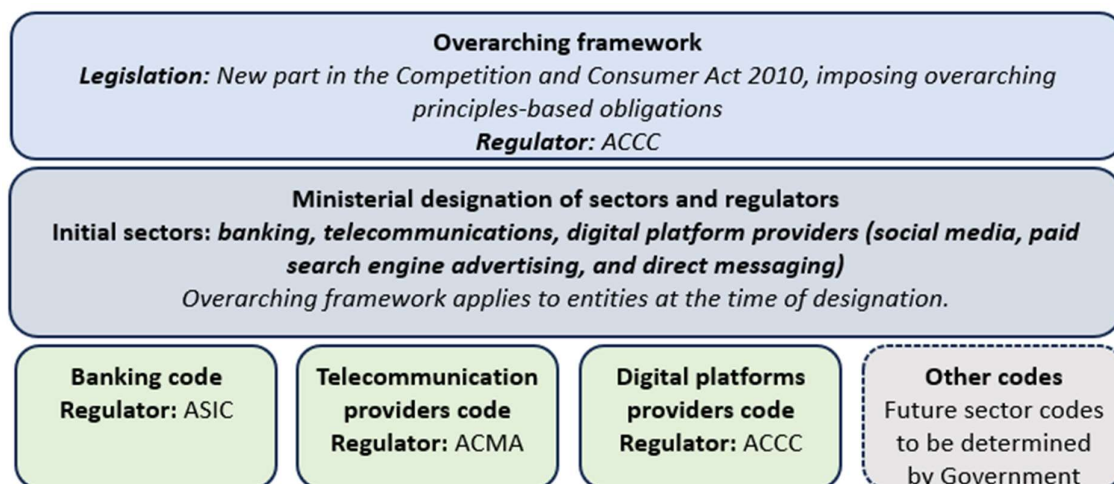 Overarching framework
Legislation: New part in the Competition and Consumer Act 2010, imposing overarching
principles-based obligations
Regulator: ACCC
Ministerial designation of sectors and regulators
Initial sectors: banking, telecommunications, digital platform providers (social media, paid
search engine advertising, and direct messaging)
Overarching framework applies to entities at the time of designation.
Banking code
Regulator: ASIC
Telecommunication
providers code
Regulator: ACMA
Digital platforms
providers code
Regulator: ACCC
Other codes
Future sector codes
to be determined
by Government